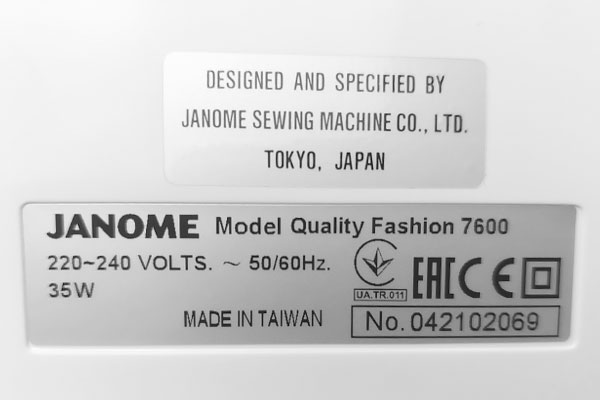 DESIGNED AND SPECIFIED BY
JANOME SEWING MACHINE CO., LTD.
TOKYO, JAPAN
JANOME Model Quality Fashion 7600
220~240 VOLTS. ~ 50/60Hz.
35W
UA.TR.011
EAC CE
MADE IN TAIWAN
No. 042102069